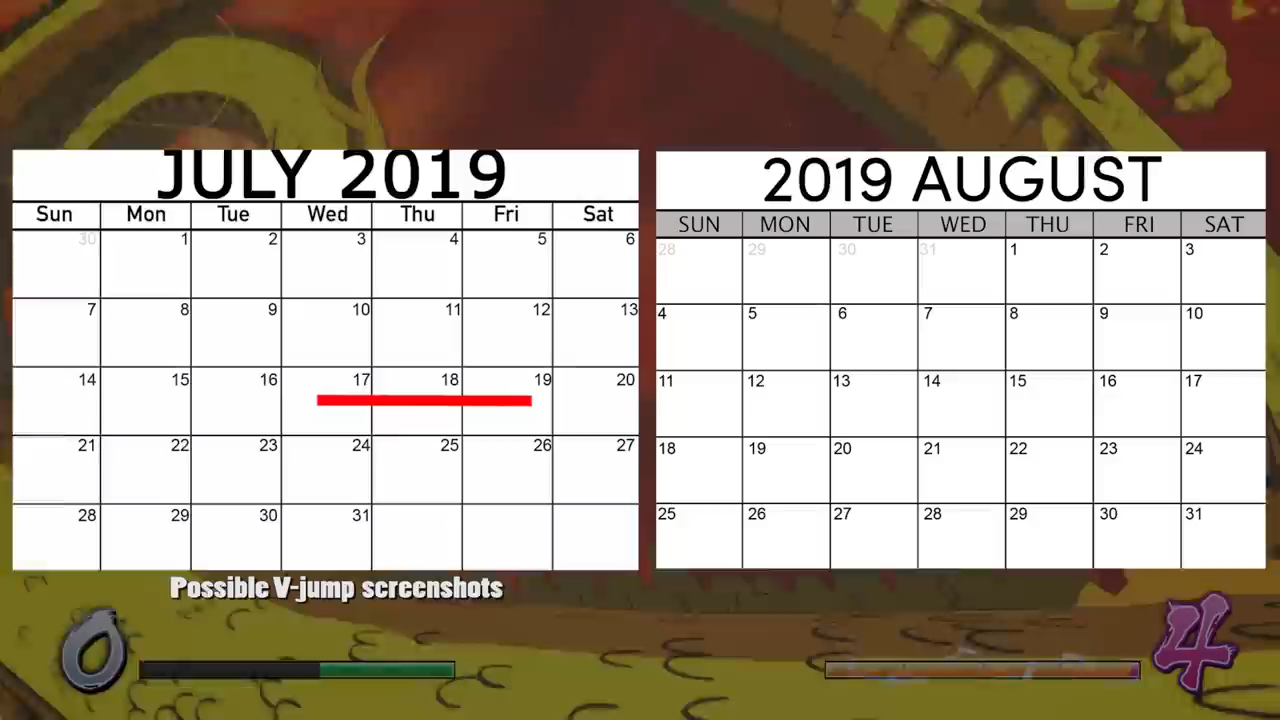 JULY 2019
Sun Mon Tue Wed Thu Fri Sat
30 1 2 3 4 5 6
7 8 9 10 11 12 13
14 15 16 17 18 19 20
21 22 23 24 25 26 27
28 29 30 31
2019 AUGUST
SUN MON TUE WED THU FRI SAT
28 29 30 31 1 2 3
4 5 6 7 8 9 10
11 12 13 14 15 16 17
18 19 20 21 22 23 24
25 26 27 28 29 30 31
Possible V-jump screenshots
0
4